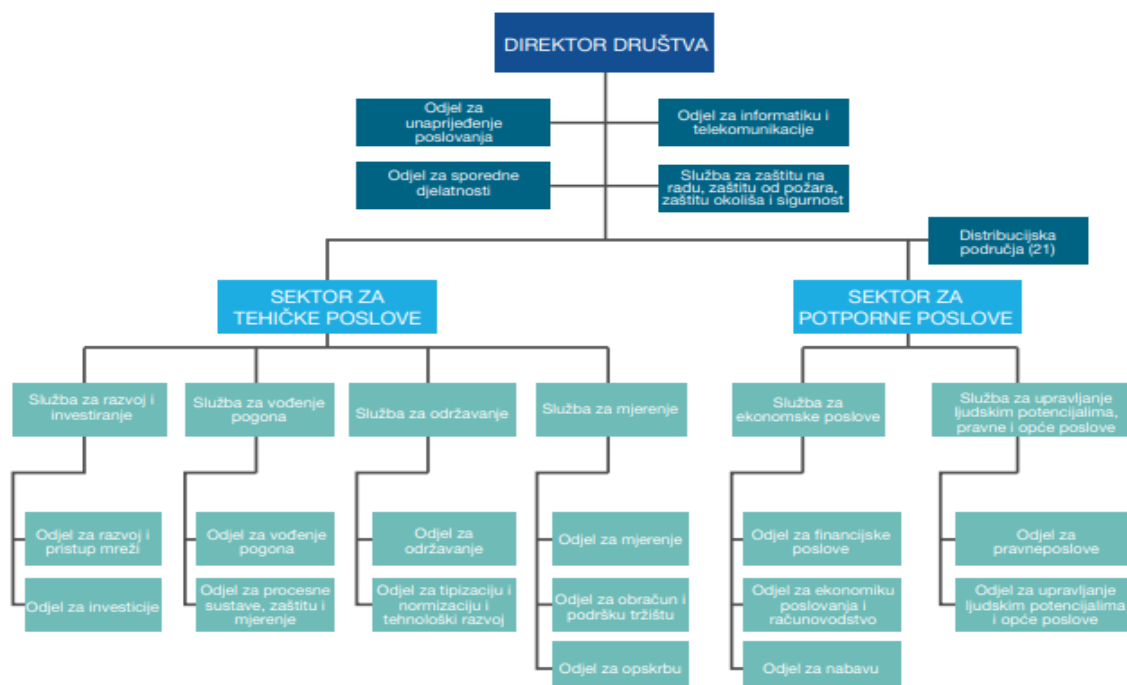 DIREKTOR DRUŠTVA
Odjel za
unaprijeđenje
poslovanja
Odjel za informatiku i
telekomunikacije
Odjel za sporedne
djelatnosti
Služba za zaštitu na
radu, zaštitu od požara,
zaštitu okoliša i sigurnost
Distribucijska
područja (21)
SEKTOR ZA
TEHIČKE POSLOVE
SEKTOR ZA
POTPORNE POSLOVE
Služba za razvoj i
investiranje
Služba za vođenje
pogona
Služba za održavanje
Služba za mjerenje
Služba za
ekonomske poslove
Služba za upravljanje
ljudskim potencijalima,
pravne i opće poslove
Odjel za razvoj i
pristup mreži
Odjel za vođenje
pogona
Odjel za
održavanje
Odjel za mjerenje
Odjel za financijske
poslove
Odjel za
pravneposlove
Odjel za investicije
Odjel za procesne
sustave, zaštitu i
mjerenje
Odjel za tipizaciju i
normizaciju i
tehnološki razvoj
Odjel za obračun i
podršku tržištu
Odjel za ekonomiku
poslovanja i
računovodstvo
Odjel za upravljanje
ljudskim potencijalima
i opće poslove
Odjel za opskrbu
Odjel za nabavu